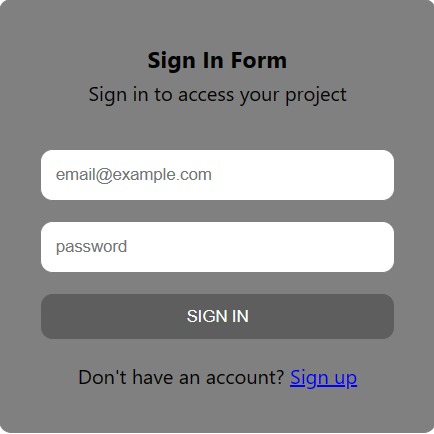 Sign In Form
Sign in to access your project
email@example.com
password
SIGN IN
Don't have an account? Sign up